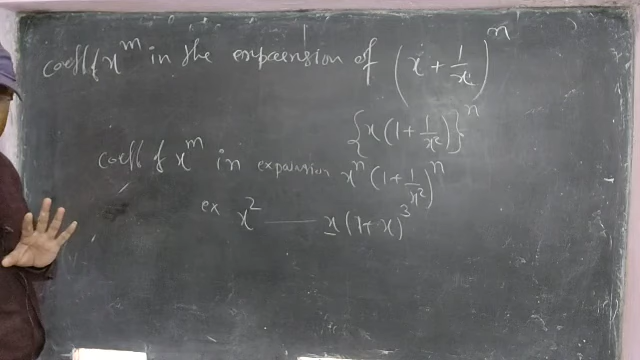 coeff of x^m in the expansion of (x + 1/x)^n
{x(1 + 1/x²)}^n
coeff of x^m in expansion x^n (1 + 1/x²)^n
ex x² —— x(1+x)³